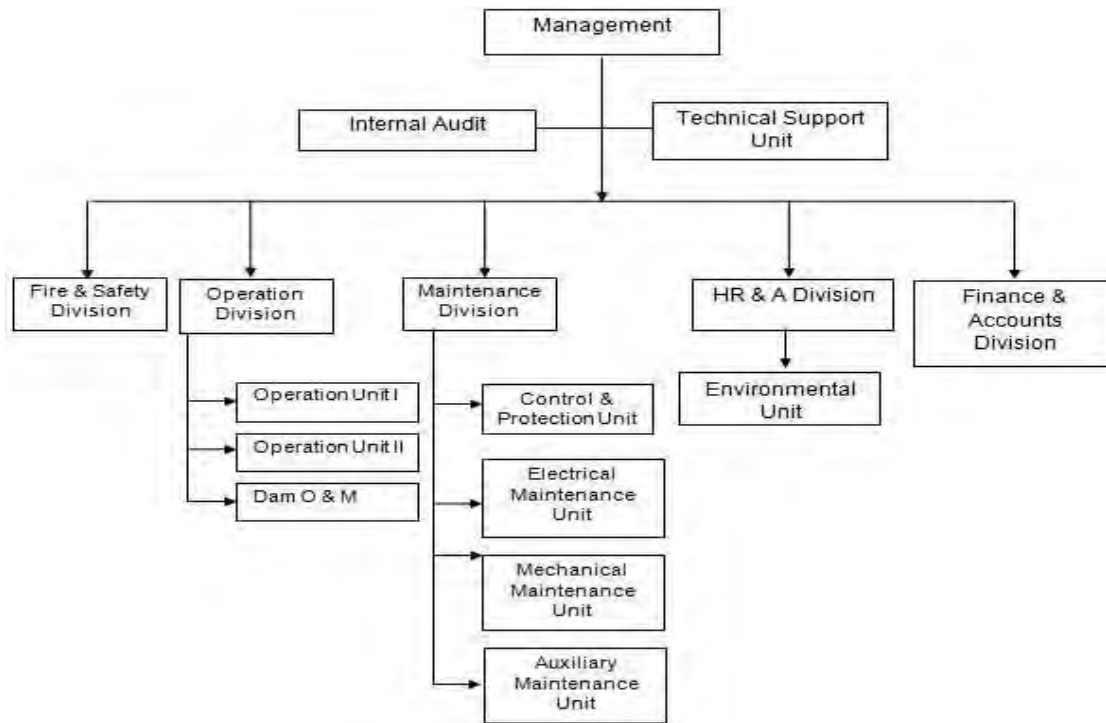 Management
Internal Audit
Technical Support
Unit
Fire & Safety
Division
Operation
Division
Maintenance
Division
HR & A Division
Finance &
Accounts
Division
Operation Unit I
Operation Unit II
Dam O & M
Control &
Protection Unit
Electrical
Maintenance
Unit
Mechanical
Maintenance
Unit
Auxiliary
Maintenance
Unit
Environmental
Unit